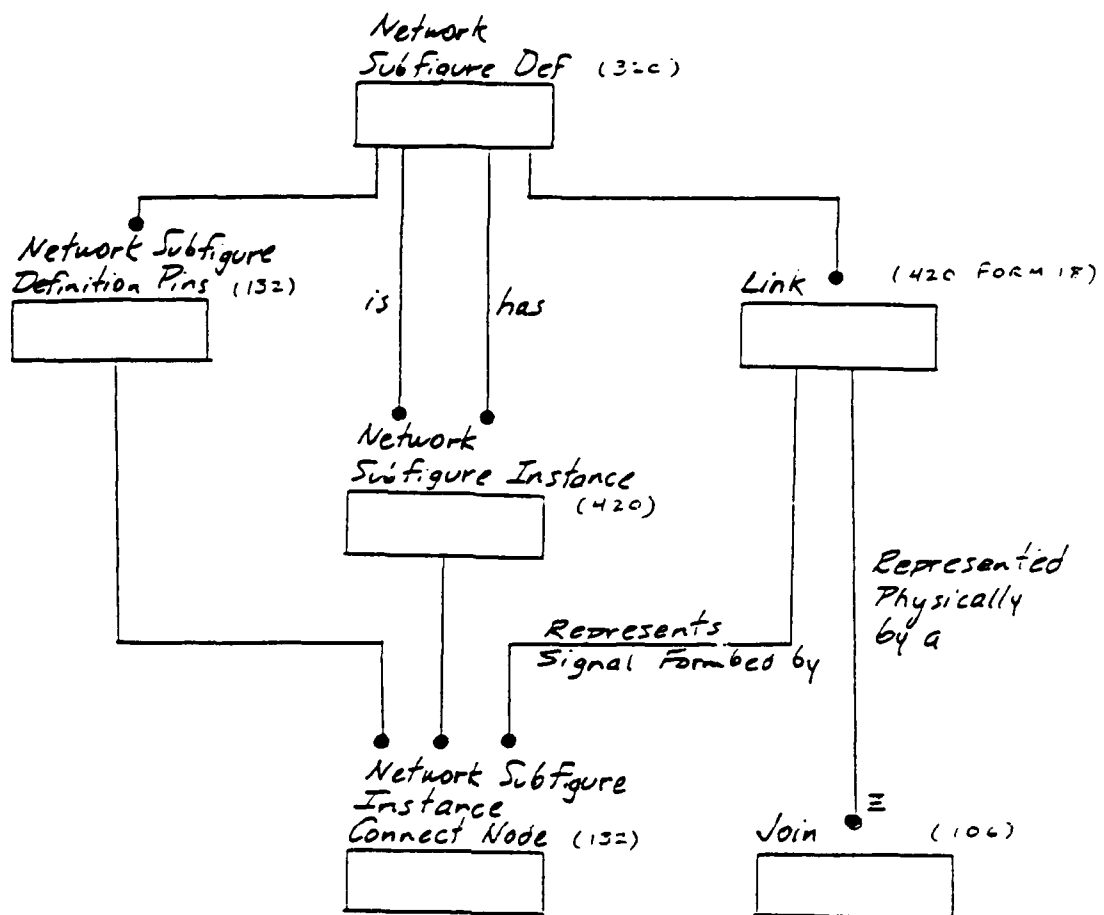 Network
Subfigure Def (320)
Network Subfigure
Definition Pins (132)
Link (420 FORM 18)
is
has
Network
Subfigure Instance
(420)
Represented
Physically
by a
Represents
Signal Formbed by
Network Subfigure
Instance
Connect Node (132)
Join (106)